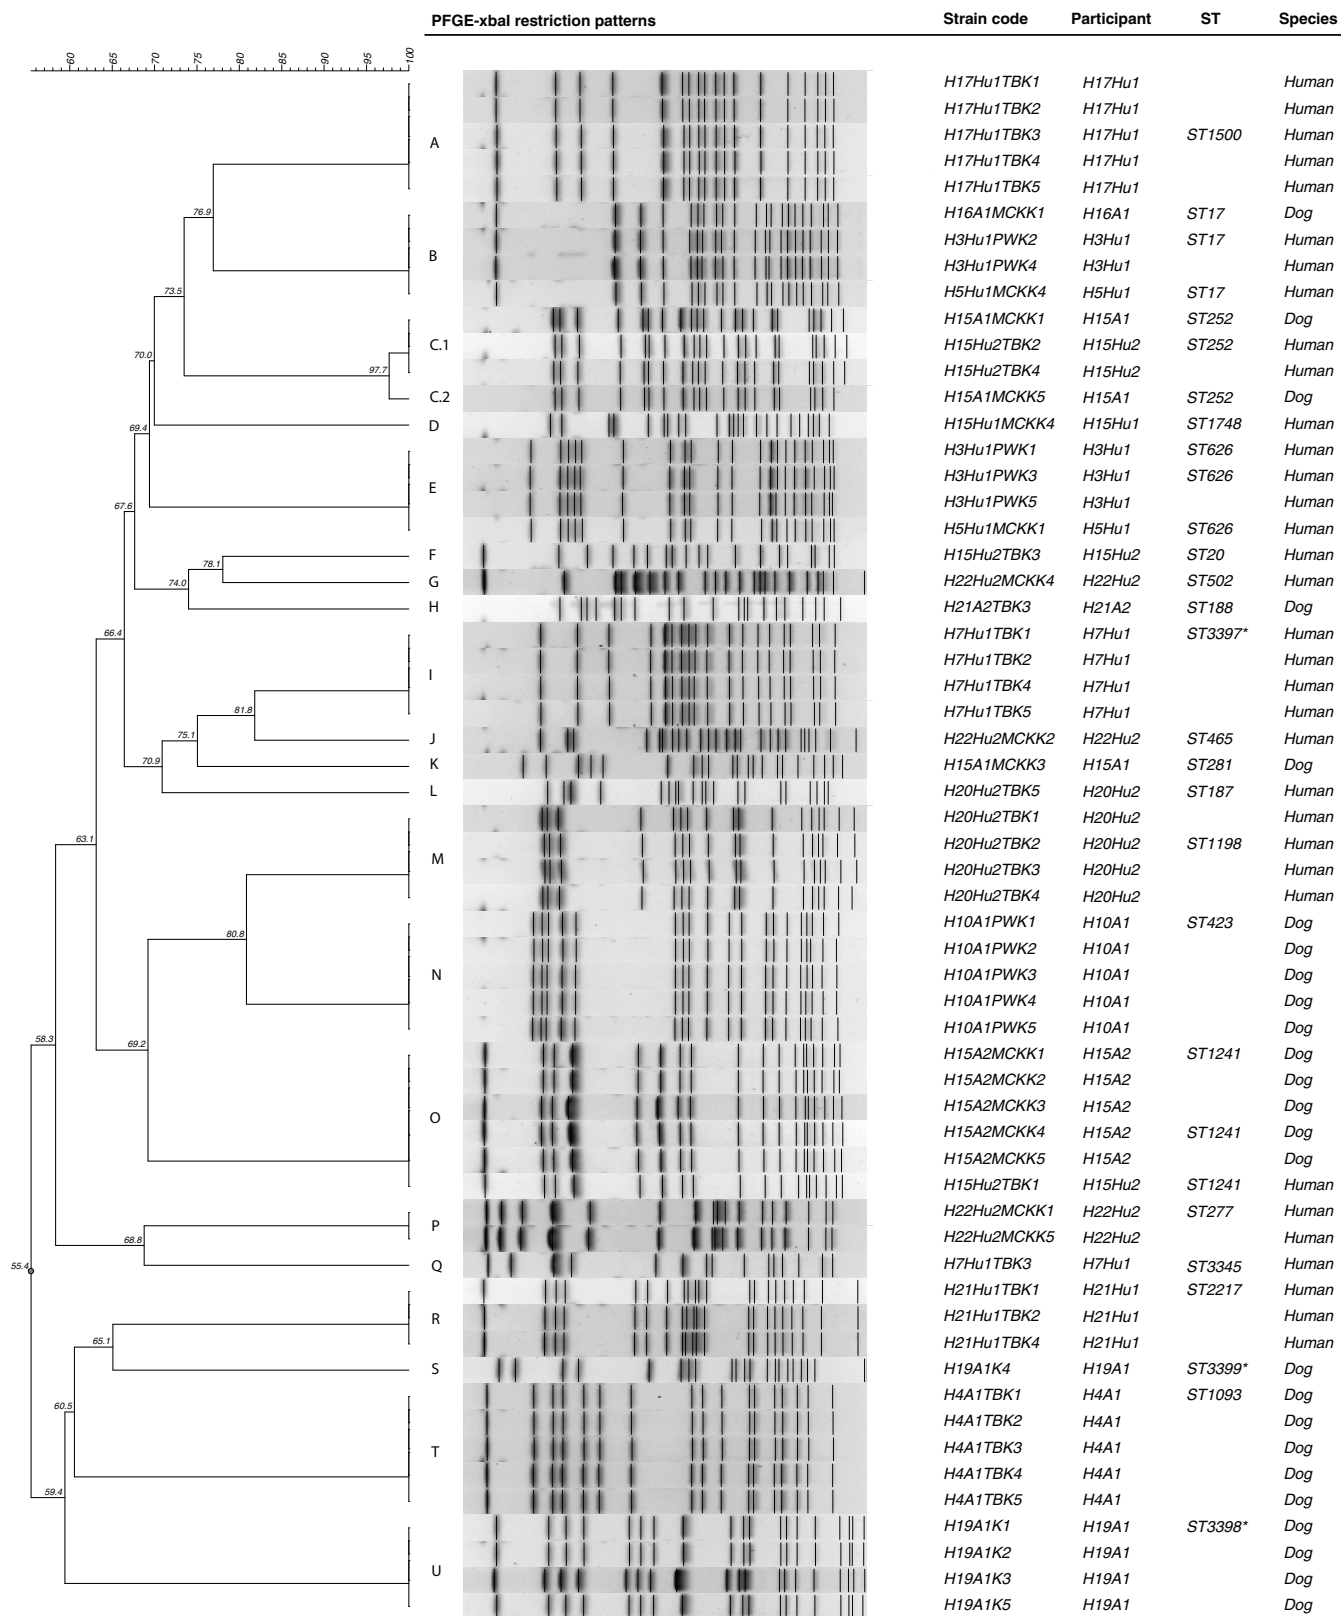 PFGE-xbaI restriction patterns Strain code Participant ST Species
60 65 70 75 80 85 90 95 100
H17Hu1TBK1 H17Hu1 Human
H17Hu1TBK2 H17Hu1 Human
A H17Hu1TBK3 H17Hu1 ST1500 Human
H17Hu1TBK4 H17Hu1 Human
H17Hu1TBK5 H17Hu1 Human
76.9 H16A1MCKK1 H16A1 ST17 Dog
H3Hu1PWK2 H3Hu1 ST17 Human
B H3Hu1PWK4 H3Hu1 Human
73.5 H5Hu1MCKK4 H5Hu1 ST17 Human
H15A1MCKK1 H15A1 ST252 Dog
C.1 H15Hu2TBK2 H15Hu2 ST252 Human
70.0 97.7 H15Hu2TBK4 H15Hu2 Human
C.2 H15A1MCKK5 H15A1 ST252 Dog
69.4 D H15Hu1MCKK4 H15Hu1 ST1748 Human
H3Hu1PWK1 H3Hu1 ST626 Human
H3Hu1PWK3 H3Hu1 ST626 Human
E
67.6 H3Hu1PWK5 H3Hu1 Human
H5Hu1MCKK1 H5Hu1 ST626 Human
78.1 F H15Hu2TBK3 H15Hu2 ST20 Human
74.0 G H22Hu2MCKK4 H22Hu2 ST502 Human
H H21A2TBK3 H21A2 ST188 Dog
66.4 H7Hu1TBK1 H7Hu1 ST3397* Human
H7Hu1TBK2 H7Hu1 Human
I
H7Hu1TBK4 H7Hu1 Human
81.8 H7Hu1TBK5 H7Hu1 Human
75.1 J H22Hu2MCKK2 H22Hu2 ST465 Human
70.9 K H15A1MCKK3 H15A1 ST281 Dog
L H20Hu2TBK5 H20Hu2 ST187 Human
H20Hu2TBK1 H20Hu2 Human
63.1 H20Hu2TBK2 H20Hu2 ST1198 Human
M
H20Hu2TBK3 H20Hu2 Human
H20Hu2TBK4 H20Hu2 Human
80.8 H10A1PWK1 H10A1 ST423 Dog
H10A1PWK2 H10A1 Dog
N H10A1PWK3 H10A1 Dog
H10A1PWK4 H10A1 Dog
H10A1PWK5 H10A1 Dog
58.3 69.2 H15A2MCKK1 H15A2 ST1241 Dog
H15A2MCKK2 H15A2 Dog
H15A2MCKK3 H15A2 Dog
O
H15A2MCKK4 H15A2 ST1241 Dog
H15A2MCKK5 H15A2 Dog
H15Hu2TBK1 H15Hu2 ST1241 Human
P H22Hu2MCKK1 H22Hu2 ST277 Human
68.8 H22Hu2MCKK5 H22Hu2 Human
55.4 Q H7Hu1TBK3 H7Hu1 ST3345 Human
H21Hu1TBK1 H21Hu1 ST2217 Human
R H21Hu1TBK2 H21Hu1 Human
65.1 H21Hu1TBK4 H21Hu1 Human
S H19A1K4 H19A1 ST3399* Dog
60.5 H4A1TBK1 H4A1 ST1093 Dog
H4A1TBK2 H4A1 Dog
T H4A1TBK3 H4A1 Dog
H4A1TBK4 H4A1 Dog
59.4 H4A1TBK5 H4A1 Dog
H19A1K1 H19A1 ST3398* Dog
H19A1K2 H19A1 Dog
U
H19A1K3 H19A1 Dog
H19A1K5 H19A1 Dog